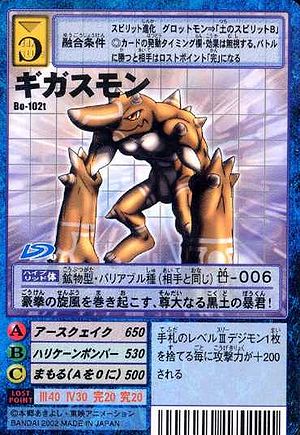 スピリット進化 グロットモン⇒「土のスピリットB」
融合条件
◎カードの発動タイミング欄・効果は無視する。バトル
に勝つと相手はロストポイント「完」になる
ギガスモン
Bo-102t
ハイブリッド体
鉱物型・バリアブル種(相手と同じ)
-006
豪拳の旋風を巻き起こす、尊大なる黒土の暴君!
A アースクェイク 650
B ハリケーンボンバー 530
C まもる(Aを0に) 500
手札のレベルⅢデジモン1枚
を捨てる毎に攻撃力が+200
される
LOST POINT Ⅲ40 Ⅳ30 完20 究20
©本郷あきよし・東映アニメーション
BANDAI 2002 MADE IN JAPAN